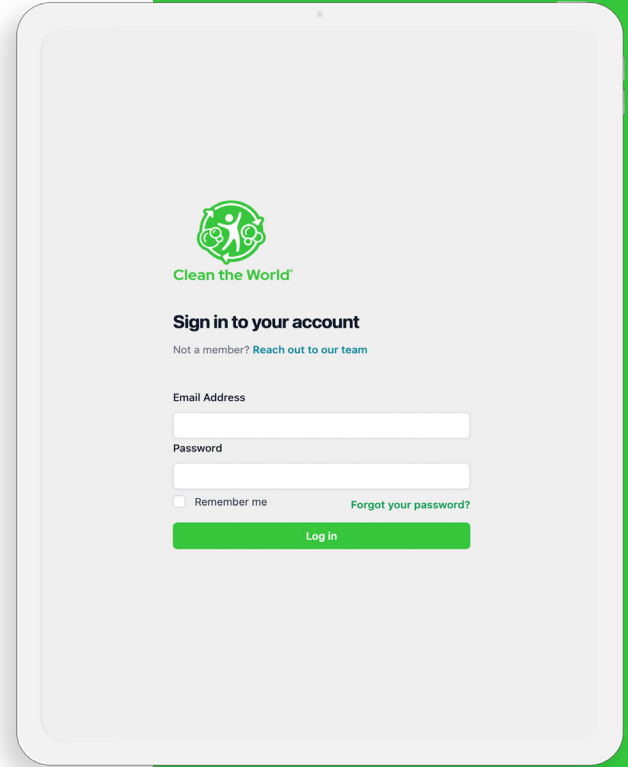 Clean the World®
Sign in to your account
Not a member? Reach out to our team
Email Address
Password
Remember me
Forgot your password?
Log in